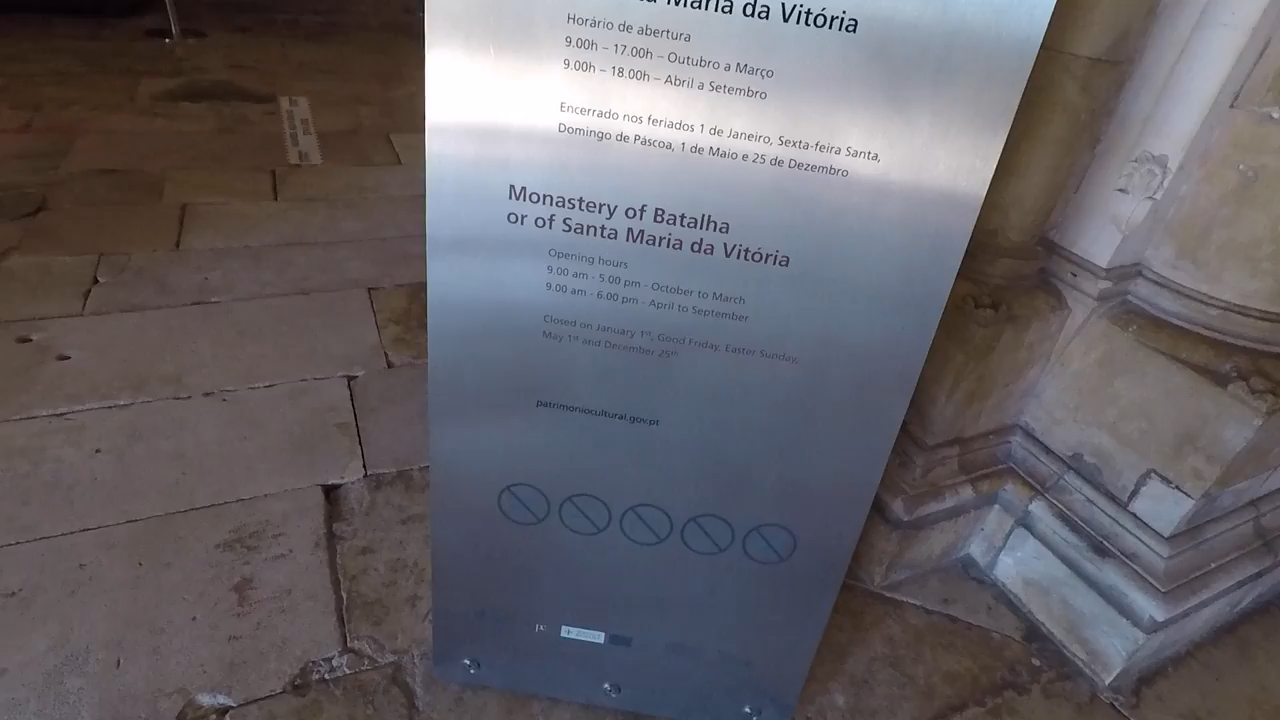 Maria da Vitória
Horário de abertura
9.00h – 17.00h – Outubro a Março
9.00h – 18.00h – Abril a Setembro
Encerrado nos feriados 1 de Janeiro, Sexta-feira Santa,
Domingo de Páscoa, 1 de Maio e 25 de Dezembro
Monastery of Batalha
or of Santa Maria da Vitória
Opening hours
9.00 am - 5.00 pm - October to March
9.00 am - 6.00 pm - April to September
Closed on January 1st, Good Friday, Easter Sunday,
May 1st and December 25th
patrimoniocultural.gov.pt